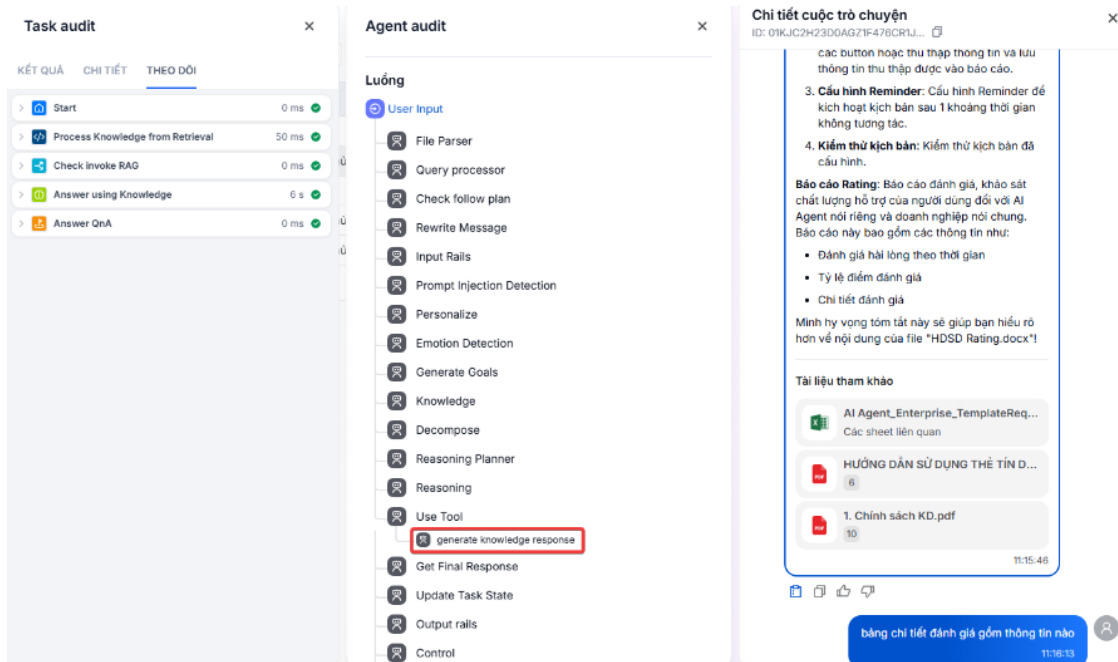 Task audit
KẾT QUẢ CHI TIẾT THEO DÕI
Start 0 ms
Process Knowledge from Retrieval 50 ms
Check invoke RAG 0 ms
Answer using Knowledge 6 s
Answer QnA 0 ms
Agent audit
Luồng
User Input
File Parser
Query processor
Check follow plan
Rewrite Message
Input Rails
Prompt Injection Detection
Personalize
Emotion Detection
Generate Goals
Knowledge
Decompose
Reasoning Planner
Reasoning
Use Tool
generate knowledge response
Get Final Response
Update Task State
Output rails
Control
Chi tiết cuộc trò chuyện
ID: 01KJC2H23D0AGZ1F476CR1J...
các button hoặc thu thập thông tin và lưu
thông tin thu thập được vào báo cáo.
3. Cấu hình Reminder: Cấu hình Reminder để
kích hoạt kịch bản sau 1 khoảng thời gian
không tương tác.
4. Kiểm thử kịch bản: Kiểm thử kịch bản đã
cấu hình.
Báo cáo Rating: Báo cáo đánh giá, khảo sát
chất lượng hỗ trợ của người dùng đối với AI
Agent nói riêng và doanh nghiệp nói chung.
Báo cáo này bao gồm các thông tin như:
• Đánh giá hài lòng theo thời gian
• Tỷ lệ điểm đánh giá
• Chi tiết đánh giá
Mình hy vọng tóm tắt này sẽ giúp bạn hiểu rõ
hơn về nội dung của file "HDSD Rating.docx"!
Tài liệu tham khảo
AI Agent_Enterprise_TemplateReq...
Các sheet liên quan
HƯỚNG DẪN SỬ DỤNG THẺ TÍN D...
6
1. Chính sách KD.pdf
10
11:15:46
bảng chi tiết đánh giá gồm thông tin nào
11:16:13